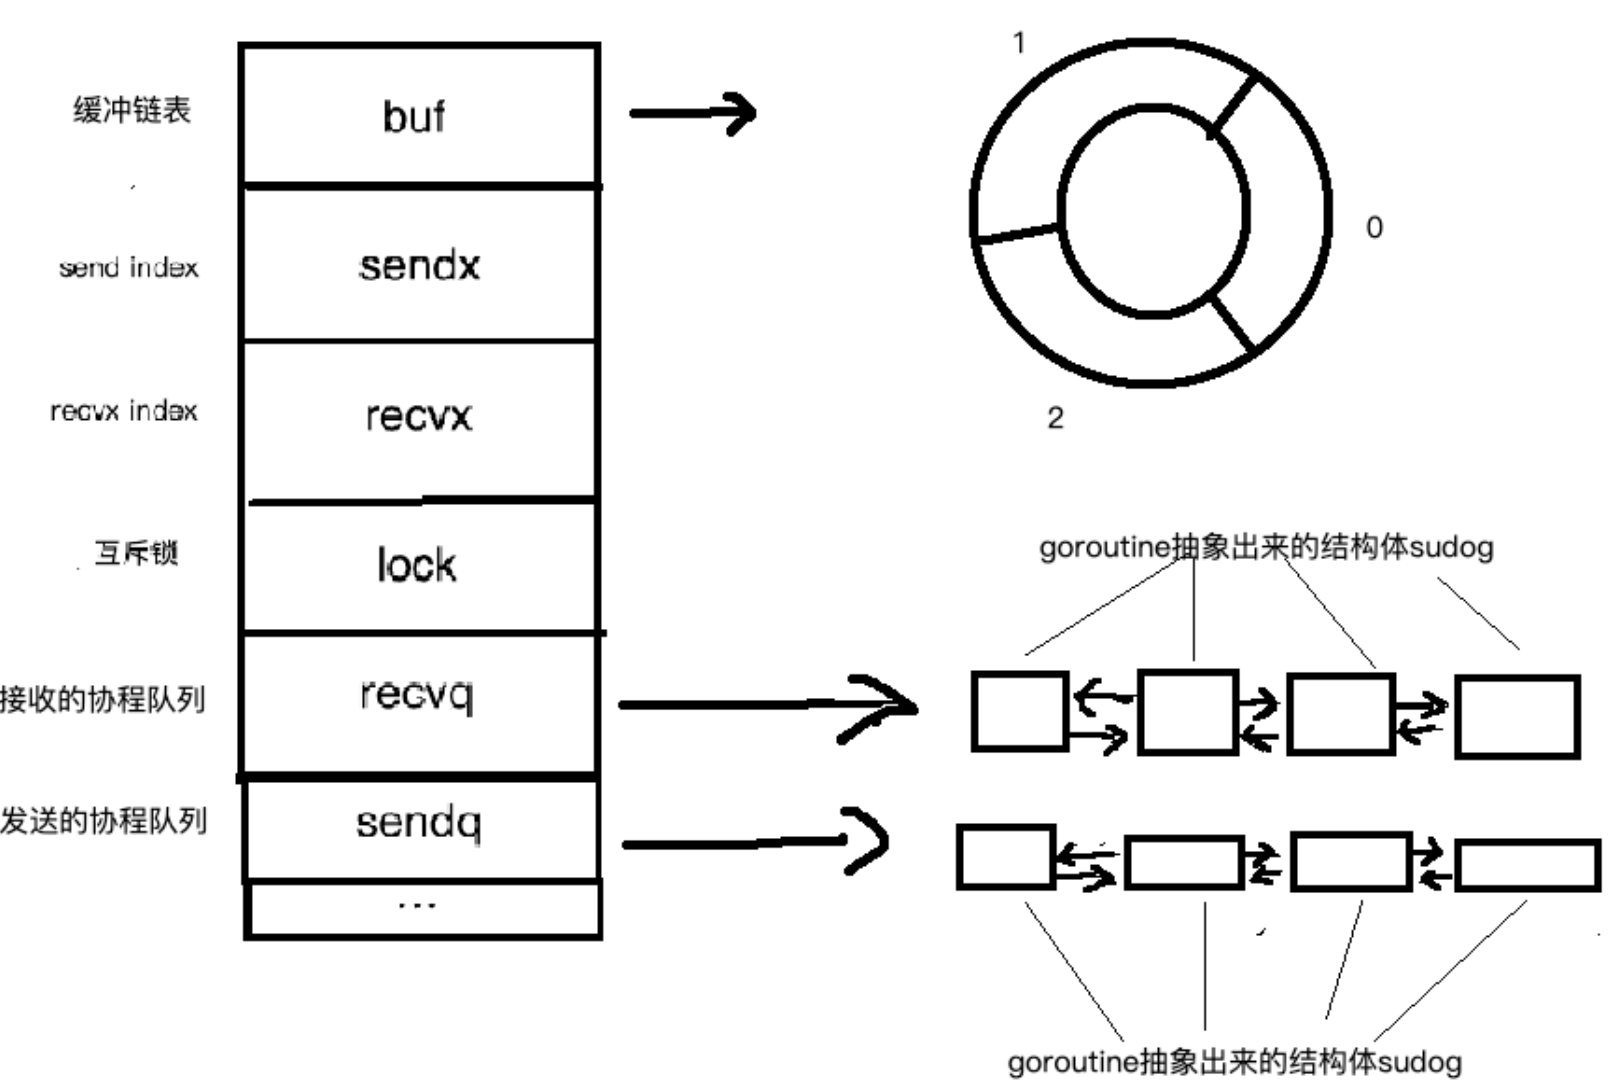 缓冲链表
buf
send index
sendx
recvx index
recvx
互斥锁
lock
接收的协程队列
recvq
发送的协程队列
sendq
...
1
0
2
goroutine抽象出来的结构体sudog
goroutine抽象出来的结构体sudog